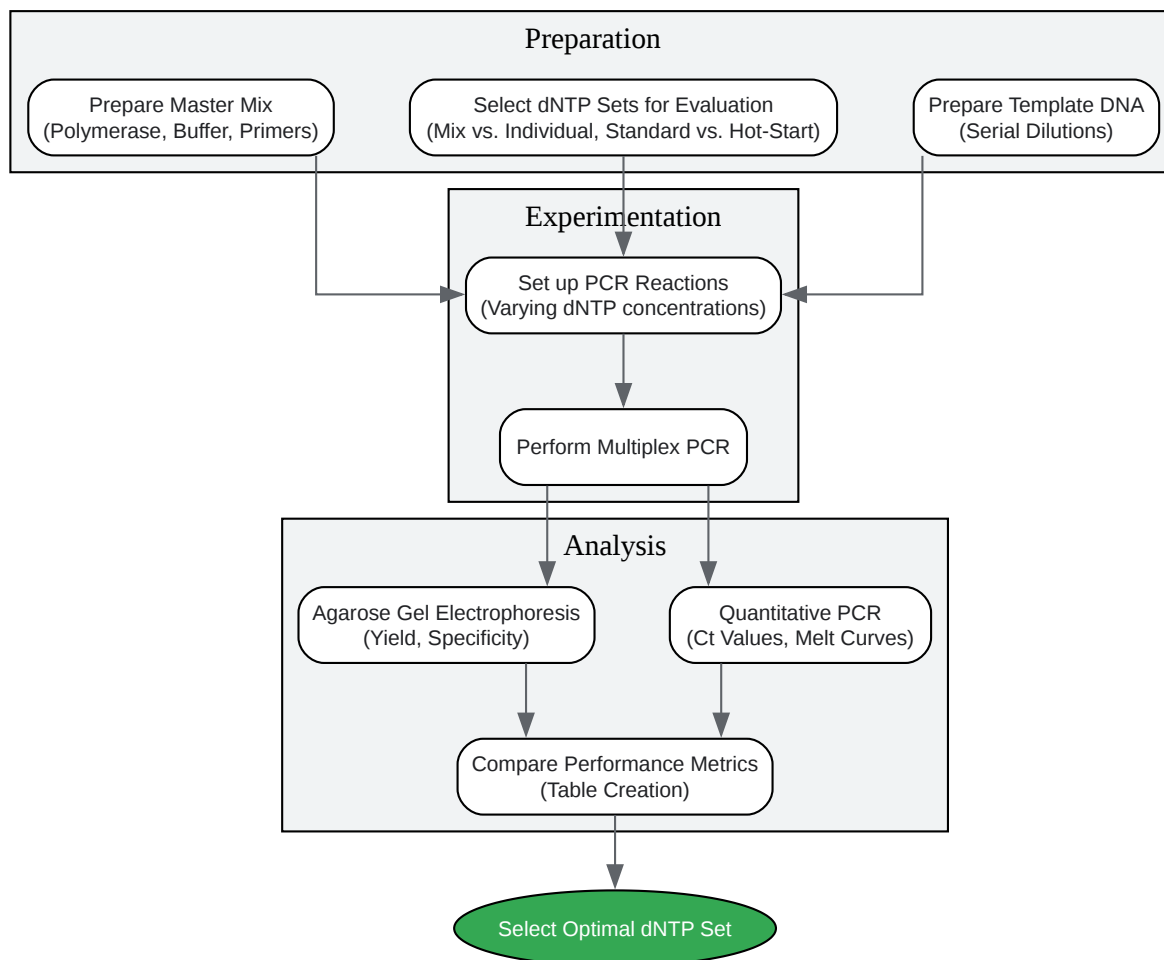 Preparation
Prepare Master Mix
(Polymerase, Buffer, Primers)
Select dNTP Sets for Evaluation
(Mix vs. Individual, Standard vs. Hot-Start)
Prepare Template DNA
(Serial Dilutions)
Experimentation
Set up PCR Reactions
(Varying dNTP concentrations)
Perform Multiplex PCR
Analysis
Agarose Gel Electrophoresis
(Yield, Specificity)
Quantitative PCR
(Ct Values, Melt Curves)
Compare Performance Metrics
(Table Creation)
Select Optimal dNTP Set